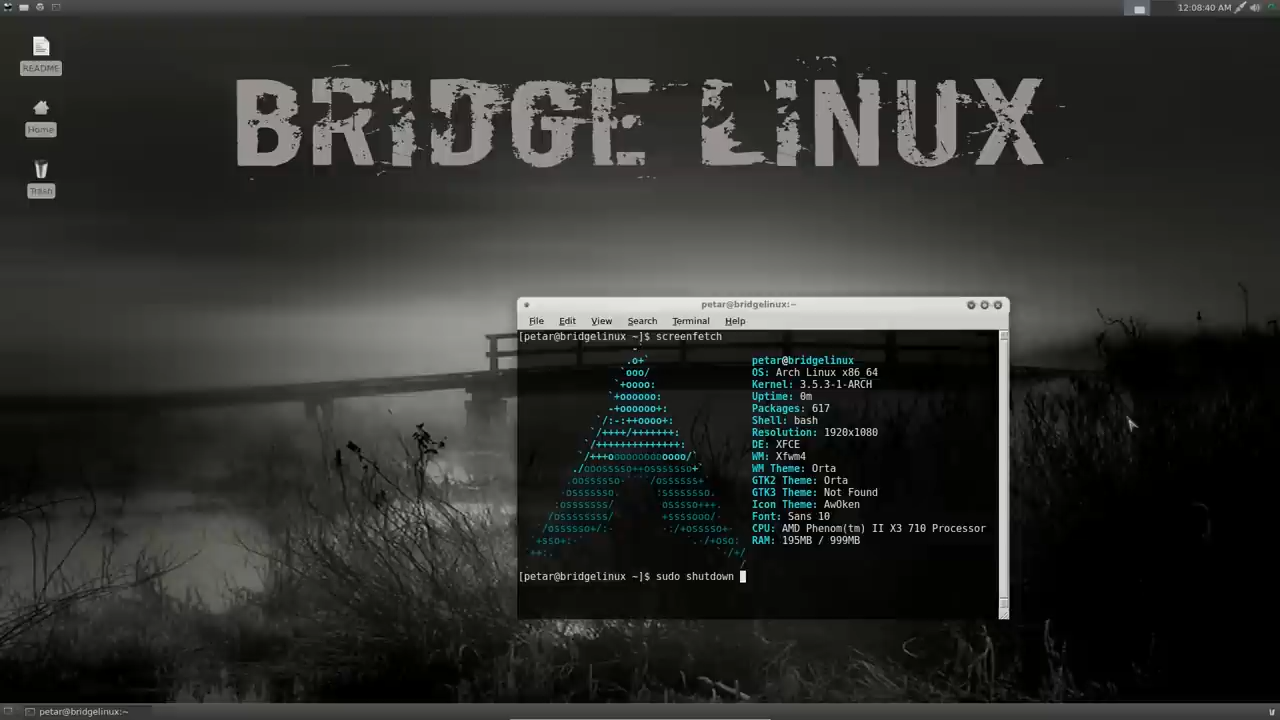 12:08:40 AM
README
Home
Trash
BRIDGE LINUX
petar@bridgelinux:~
File Edit View Search Terminal Help
[petar@bridgelinux ~]$ screenfetch
petar@bridgelinux
OS: Arch Linux x86_64
Kernel: 3.5.3-1-ARCH
Uptime: 0m
Packages: 617
Shell: bash
Resolution: 1920x1080
DE: XFCE
WM: Xfwm4
WM Theme: Orta
GTK2 Theme: Orta
GTK3 Theme: Not Found
Icon Theme: AwOken
Font: Sans 10
CPU: AMD Phenom(tm) II X3 710 Processor
RAM: 195MB / 999MB
[petar@bridgelinux ~]$ sudo shutdown
petar@bridgelinux:~